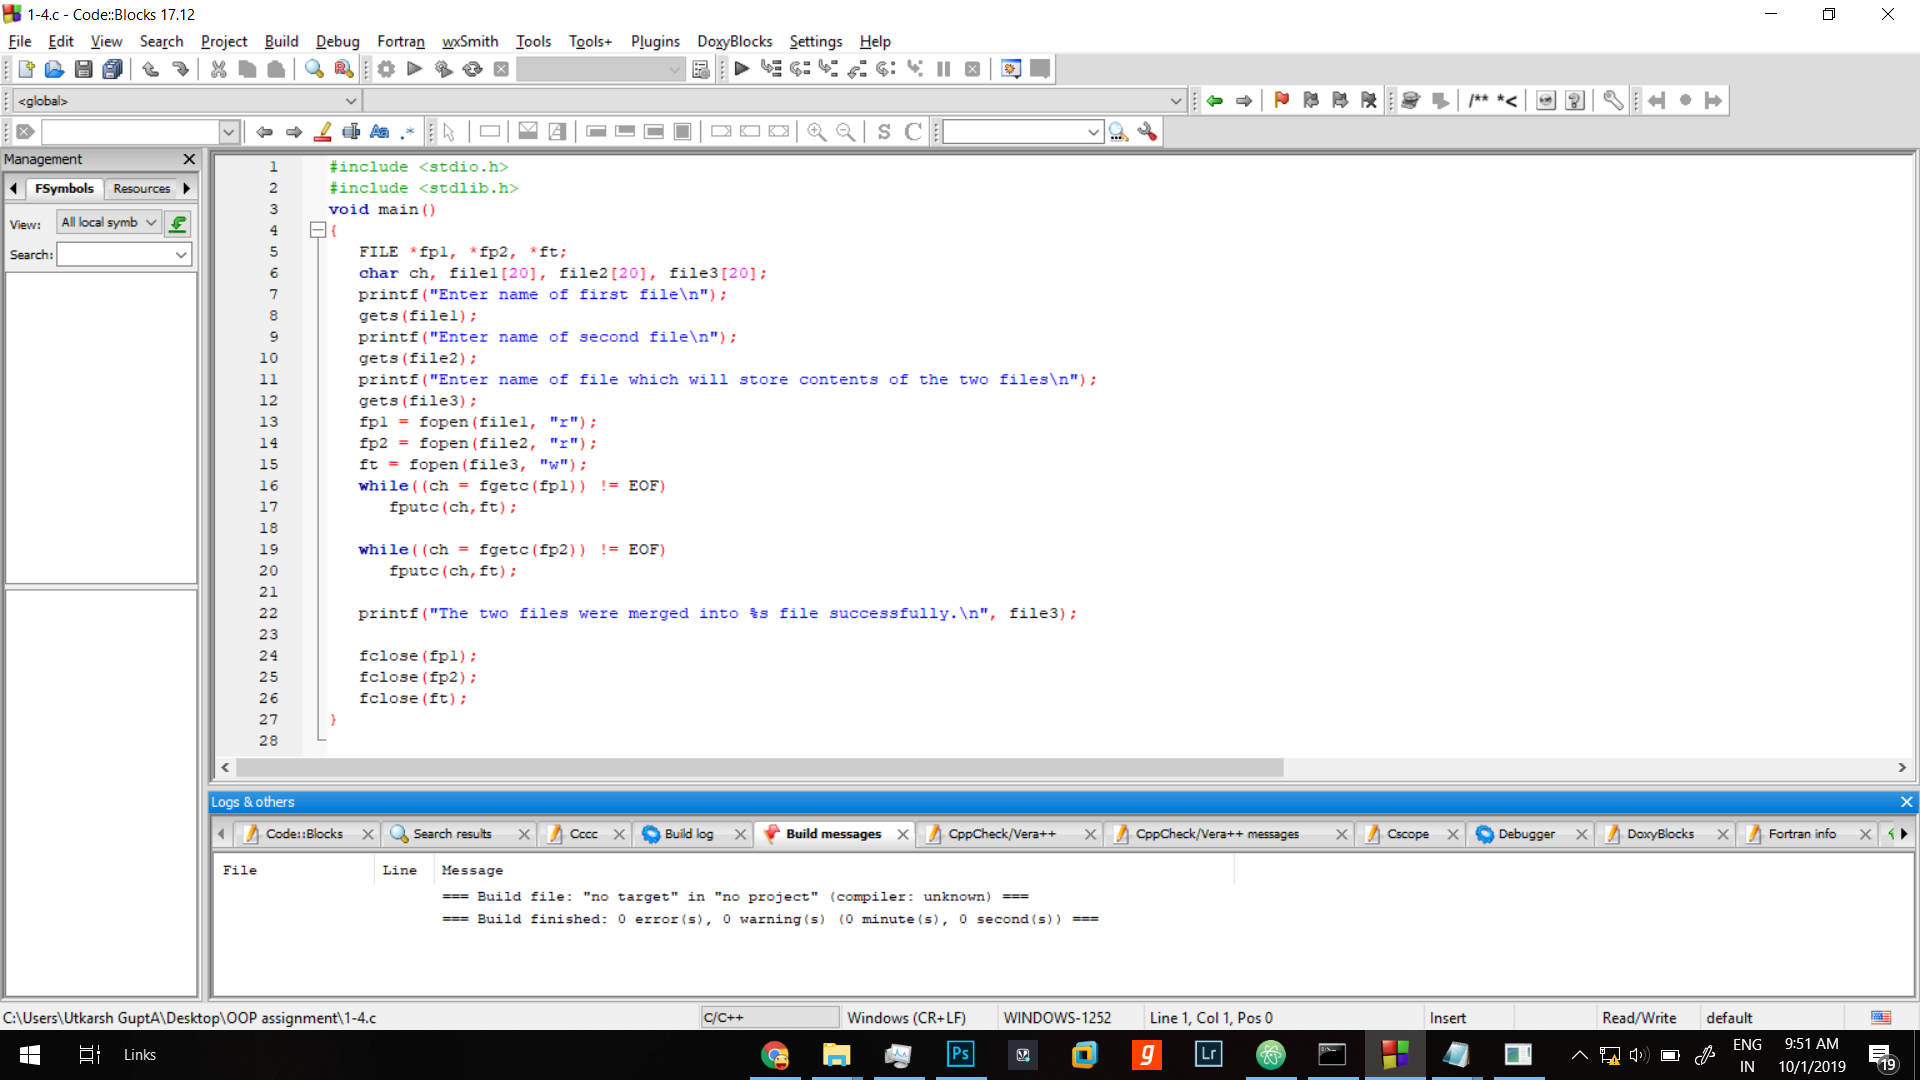 1-4.c - Code::Blocks 17.12
File Edit View Search Project Build Debug Fortran wxSmith Tools Tools+ Plugins DoxyBlocks Settings Help
<global>
/** *<
S C
Management
FSymbols Resources
View: All local symb
Search:
1 #include <stdio.h>
2 #include <stdlib.h>
3 void main()
4 {
5 FILE *fp1, *fp2, *ft;
6 char ch, file1[20], file2[20], file3[20];
7 printf("Enter name of first file\n");
8 gets(file1);
9 printf("Enter name of second file\n");
10 gets(file2);
11 printf("Enter name of file which will store contents of the two files\n");
12 gets(file3);
13 fp1 = fopen(file1, "r");
14 fp2 = fopen(file2, "r");
15 ft = fopen(file3, "w");
16 while((ch = fgetc(fp1)) != EOF)
17 fputc(ch,ft);
18
19 while((ch = fgetc(fp2)) != EOF)
20 fputc(ch,ft);
21
22 printf("The two files were merged into %s file successfully.\n", file3);
23
24 fclose(fp1);
25 fclose(fp2);
26 fclose(ft);
27 }
28
Logs & others
Code::Blocks Search results Cccc Build log Build messages CppCheck/Vera++ CppCheck/Vera++ messages Cscope Debugger DoxyBlocks Fortran info
File Line Message
=== Build file: "no target" in "no project" (compiler: unknown) ===
=== Build finished: 0 error(s), 0 warning(s) (0 minute(s), 0 second(s)) ===
C:\Users\Utkarsh GuptA\Desktop\OOP assignment\1-4.c C/C++ Windows (CR+LF) WINDOWS-1252 Line 1, Col 1, Pos 0 Insert Read/Write default
Links Ps g Lr ENG IN 9:51 AM 10/1/2019 19